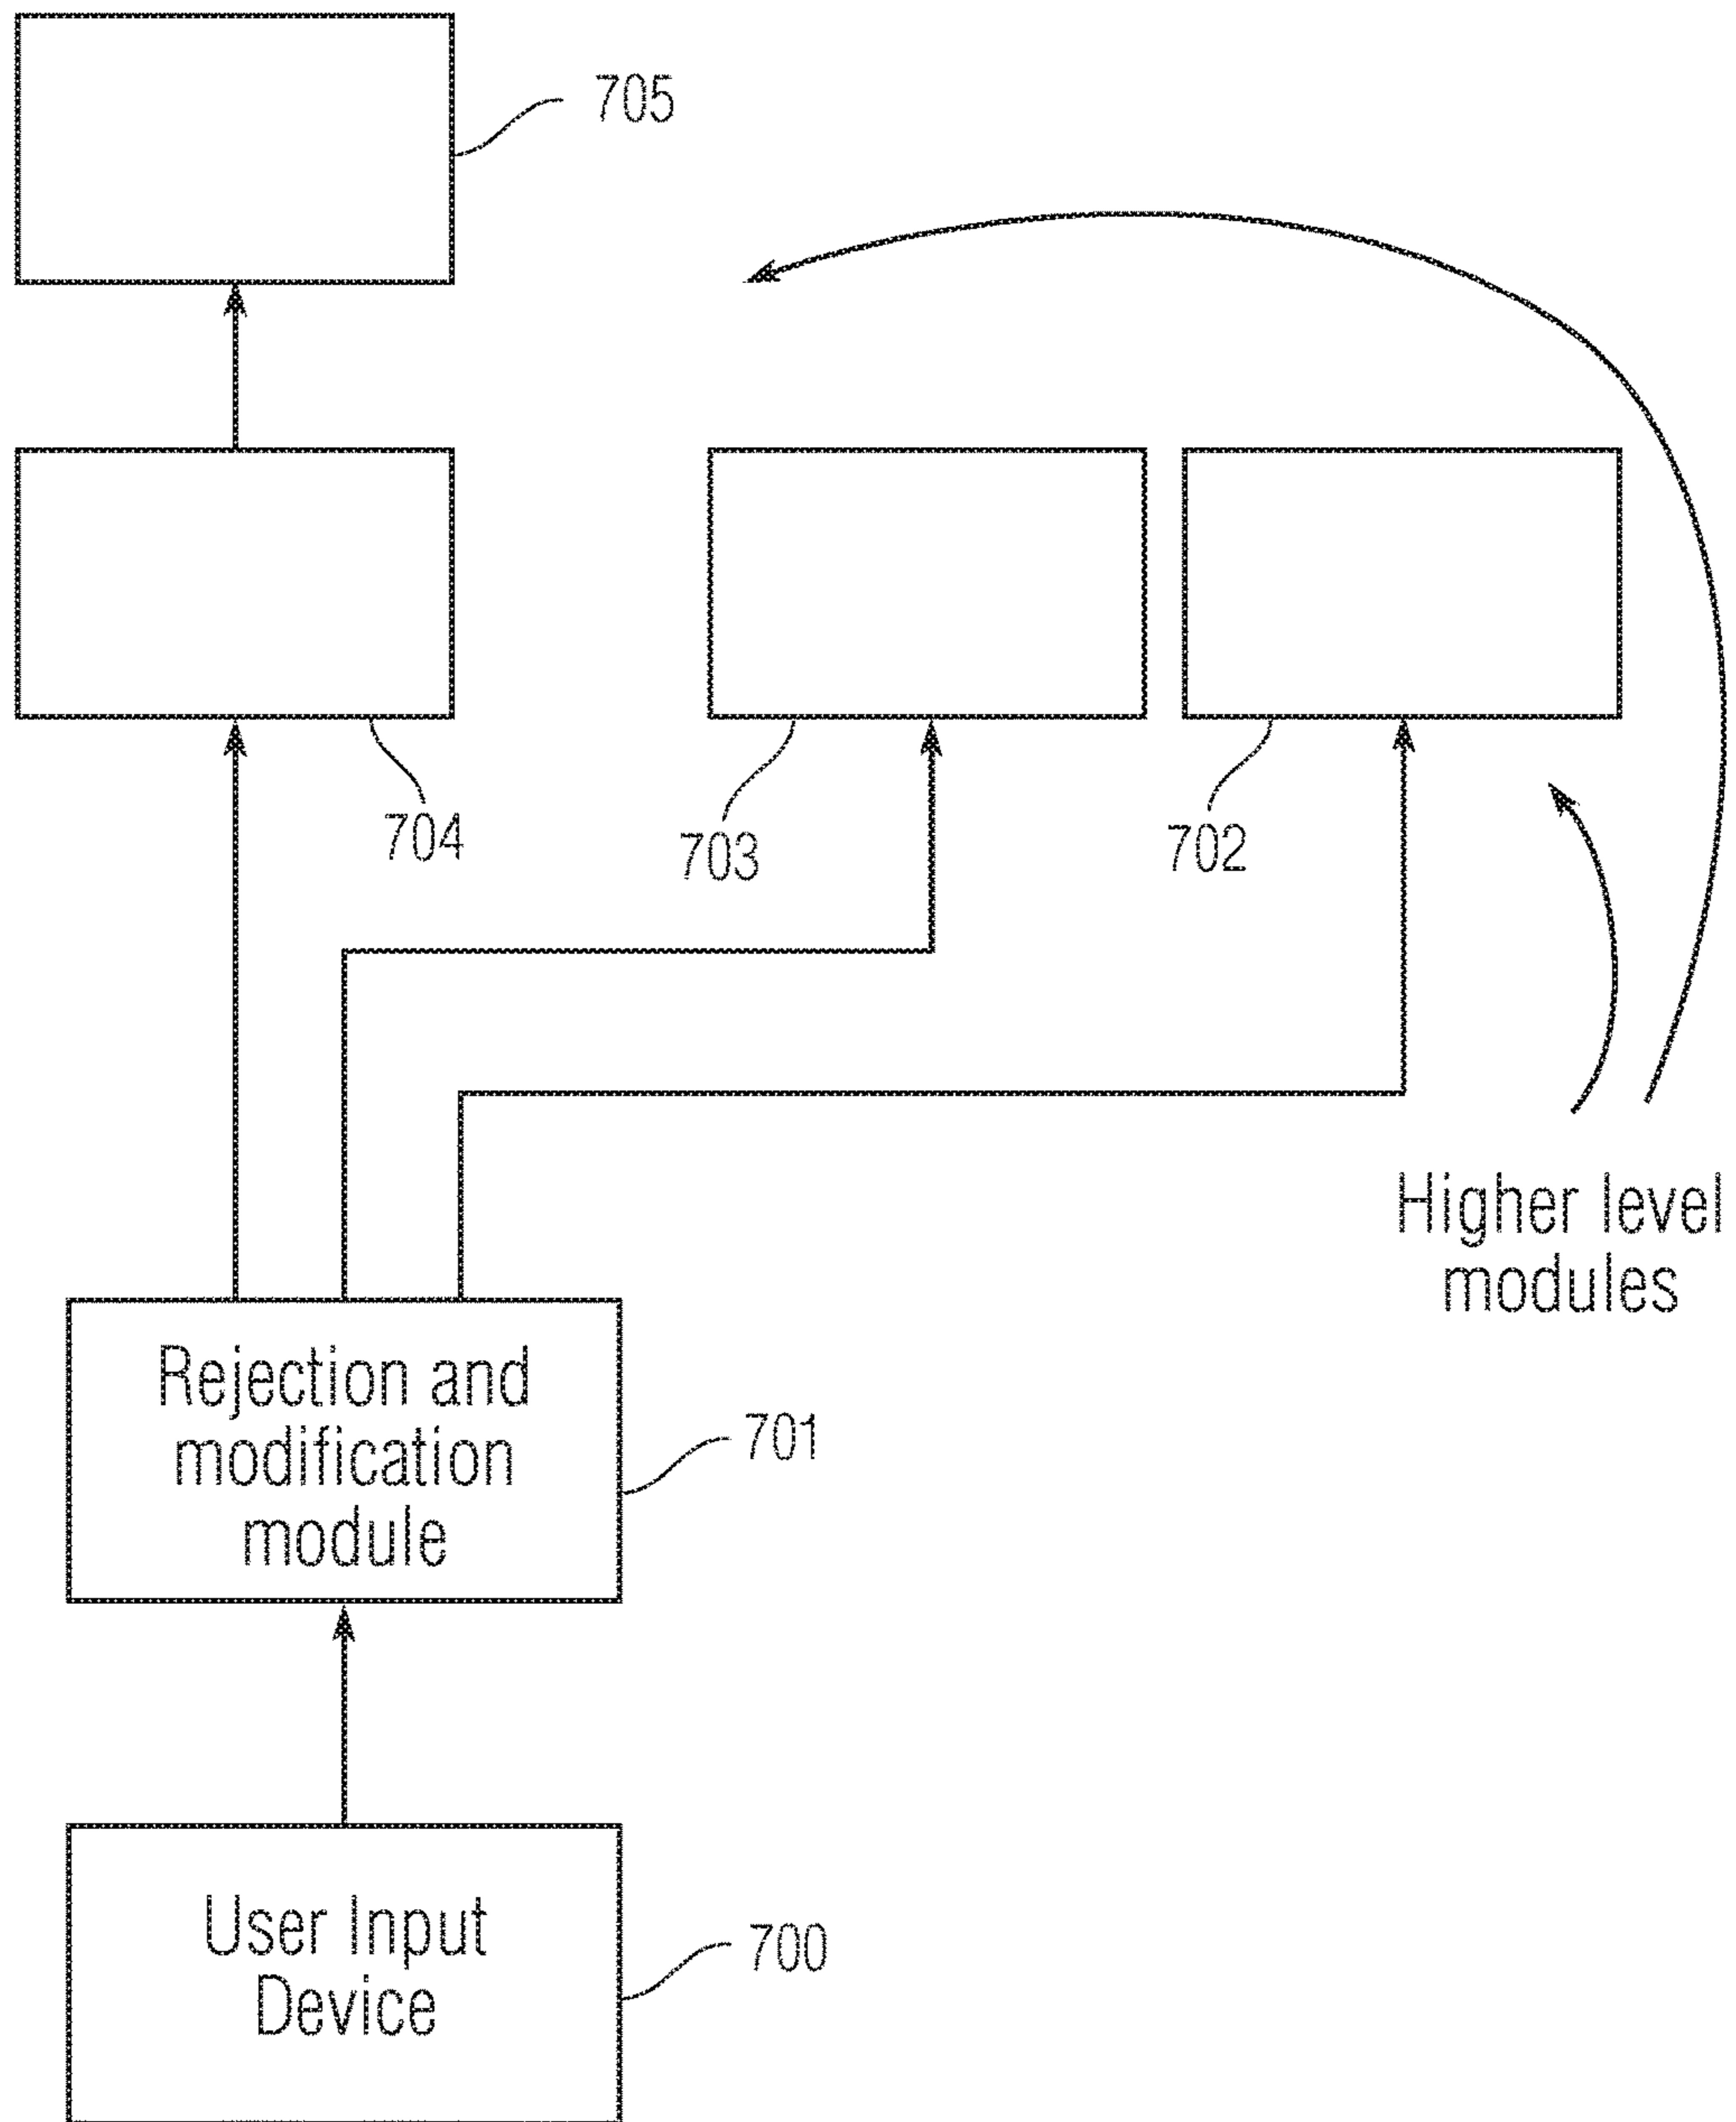 705
704
703
702
Higher level
modules
Rejection and
modification
module
701
User Input
Device
700